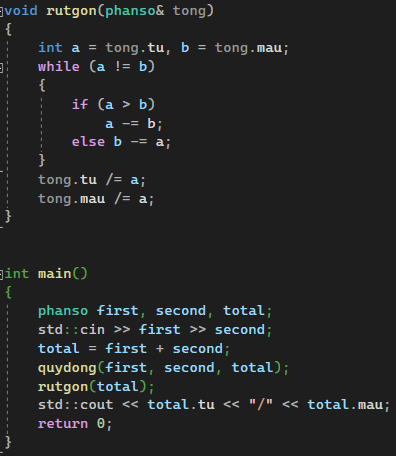 void rutgon(phanso& tong)
{
    int a = tong.tu, b = tong.mau;
    while (a != b)
    {
        if (a > b)
            a -= b;
        else b -= a;
    }
    tong.tu /= a;
    tong.mau /= a;
}
int main()
{
    phanso first, second, total;
    std::cin >> first >> second;
    total = first + second;
    quydong(first, second, total);
    rutgon(total);
    std::cout << total.tu << "/" << total.mau;
    return 0;
}